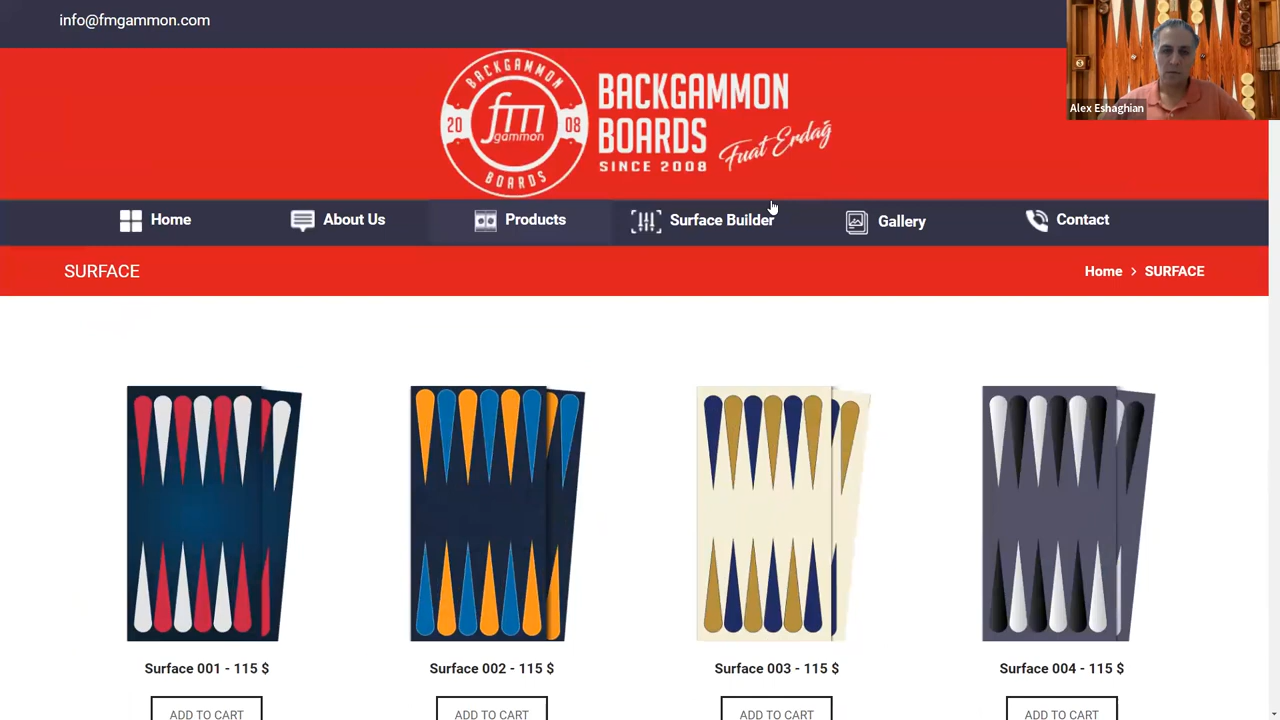 info@fmgammon.com
Alex Eshaghian
BACKGAMMON
20 fm 08
gammon
BOARDS
BACKGAMMON
BOARDS
SINCE 2008
Fuat Erdağ
Home
About Us
Products
Surface Builder
Gallery
Contact
SURFACE
Home > SURFACE
Surface 001 - 115 $
Surface 002 - 115 $
Surface 003 - 115 $
Surface 004 - 115 $
ADD TO CART
ADD TO CART
ADD TO CART
ADD TO CART